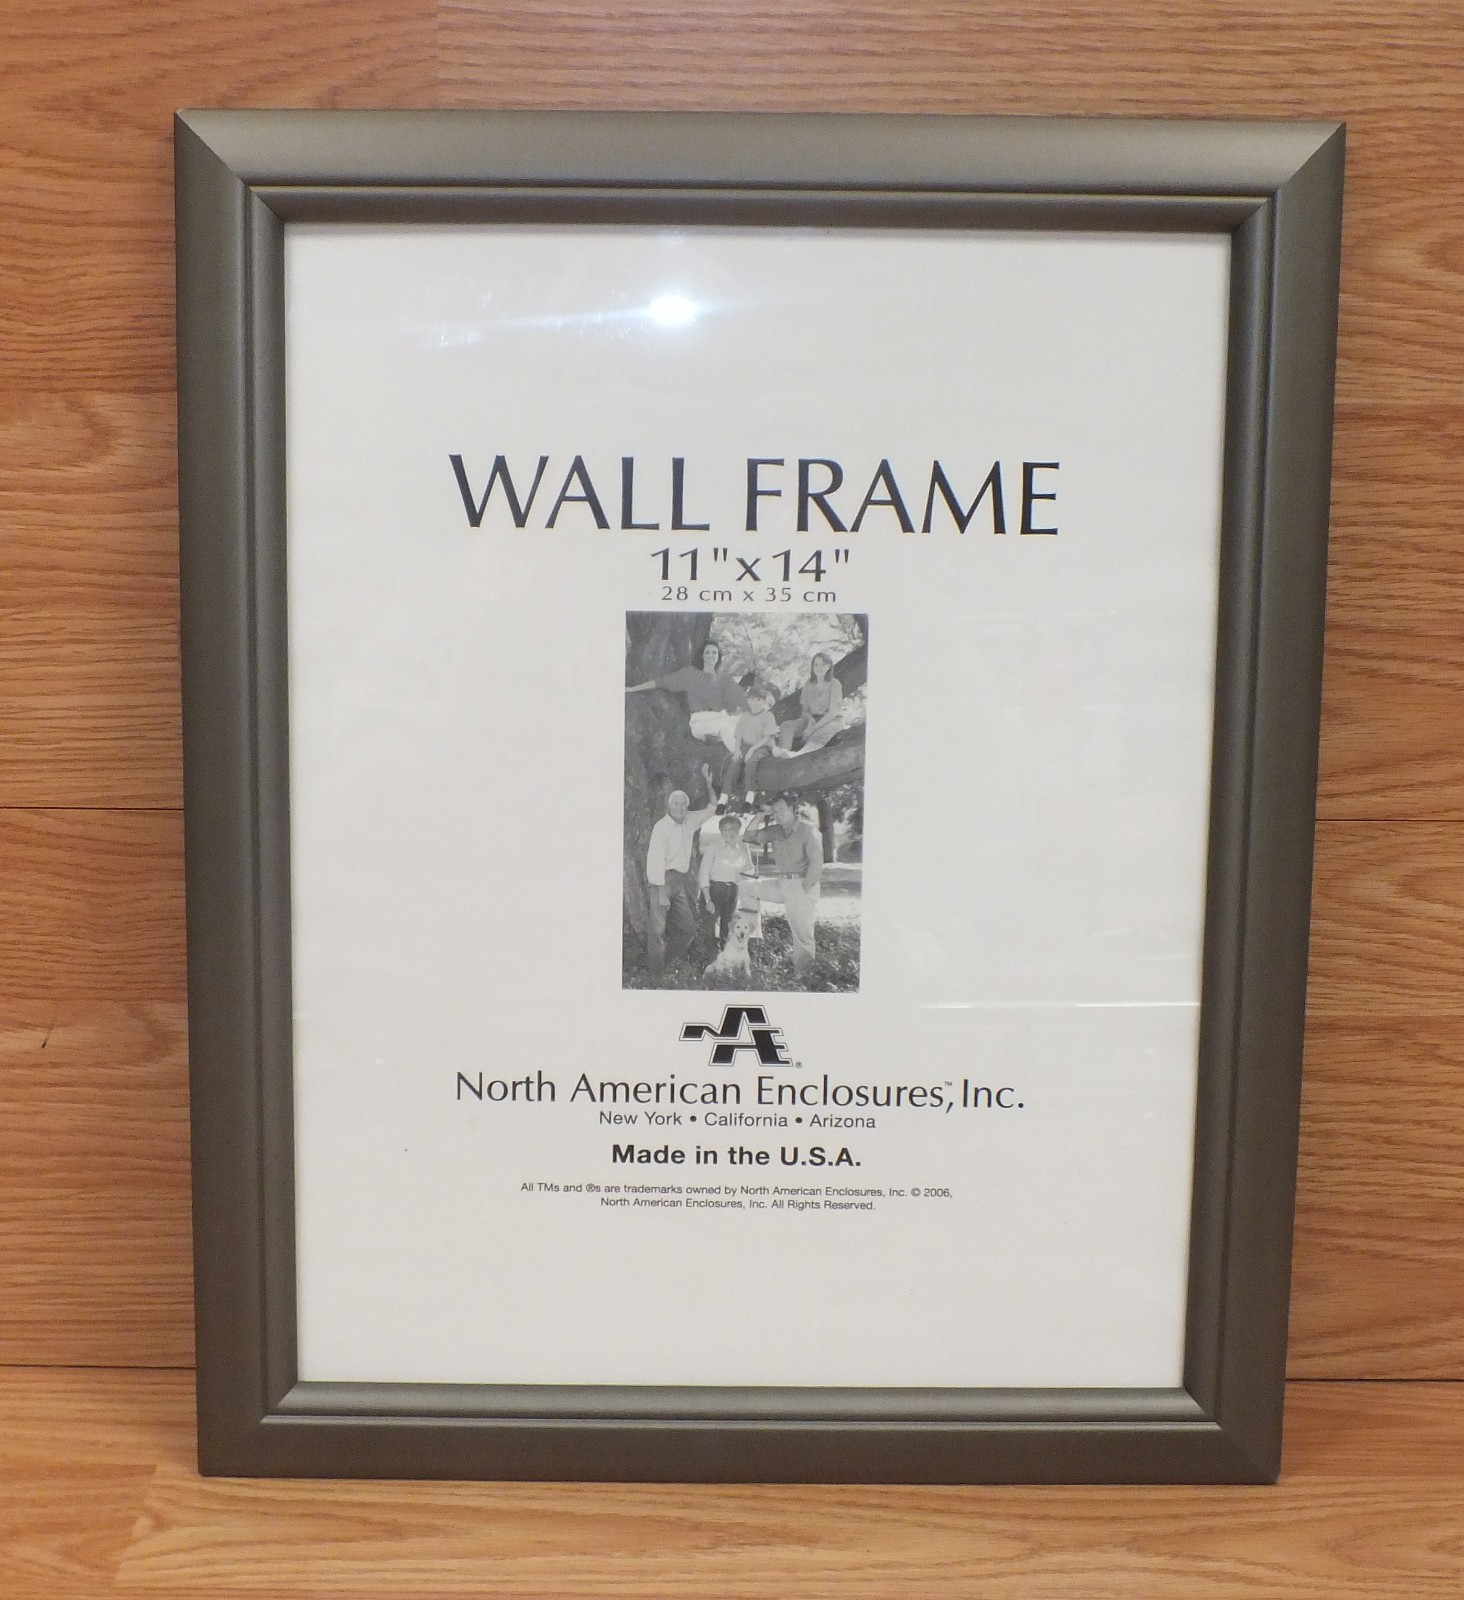 WALL FRAME
11"x14"
28 cm x 35 cm
NAE®
North American Enclosures,™ Inc.
New York • California • Arizona
Made in the U.S.A.
All TMs and ®s are trademarks owned by North American Enclosures, Inc. © 2006,
North American Enclosures, Inc. All Rights Reserved.